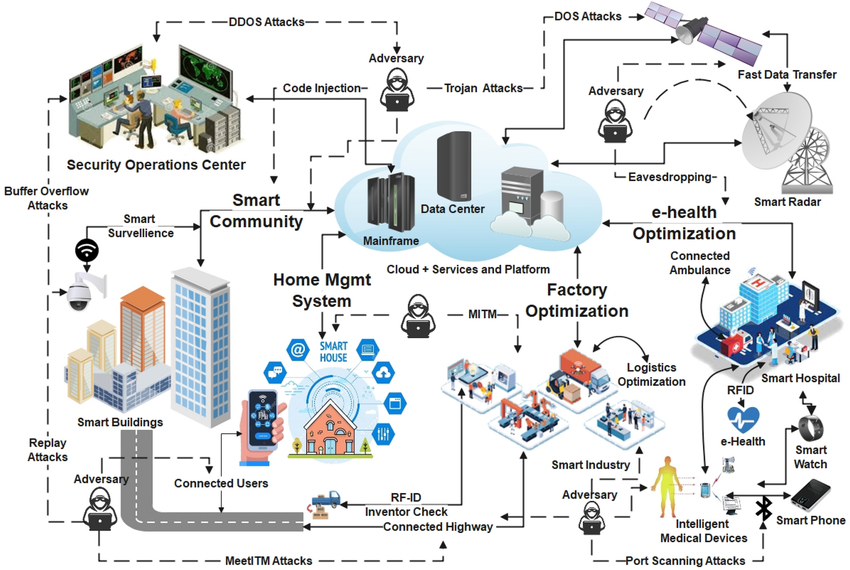 DDOS Attacks
DOS Attacks
Adversary
Code Injection
Trojan Attacks
Fast Data Transfer
Adversary
Security Operations Center
Data Center
Mainframe
Cloud + Services and Platform
Eavesdropping
Smart Radar
Buffer Overflow
Attacks
Smart
Survellience
Smart
Community
e-health
Optimization
Connected
Ambulance
Home Mgmt
System
Factory
Optimization
MITM
SMART
HOUSE
@
H
Logistics
Optimization
Smart Hospital
RFID
e-Health
Smart
Watch
Smart Buildings
Replay
Attacks
Adversary
Connected Users
RF-ID
Inventor Check
Connected Highway
Smart Industry
Adversary
Intelligent
Medical Devices
Smart Phone
MeetITM Attacks
Port Scanning Attacks